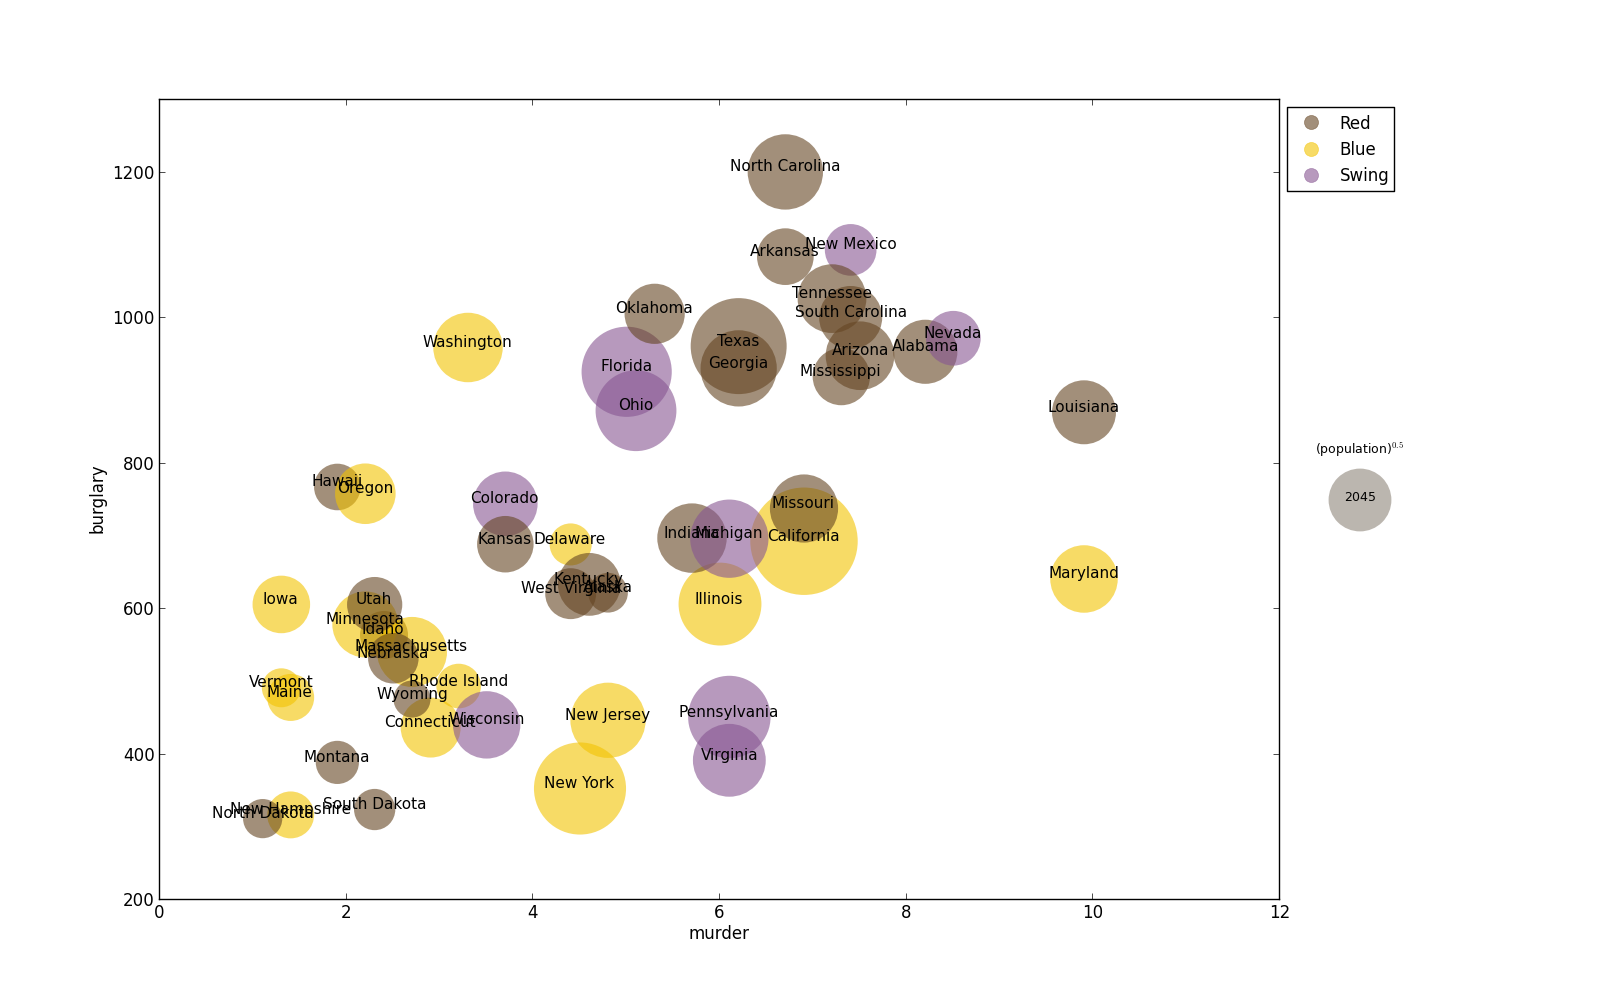 1200
1000
800
600
400
200
0
2
4
6
8
10
12
murder
burglary
Red
Blue
Swing
(population)^0.5
2045
North Carolina
New Mexico
Arkansas
Tennessee
Oklahoma
South Carolina
Washington
Texas
Nevada
Alabama
Arizona
Georgia
Florida
Mississippi
Ohio
Louisiana
Hawaii
Oregon
Colorado
Missouri
Kansas
Delaware
Indiana
Michigan
California
Kentucky
West Virginia
Alaska
Maryland
Iowa
Utah
Illinois
Minnesota
Idaho
Massachusetts
Nebraska
Vermont
Maine
Rhode Island
Wyoming
Connecticut
Wisconsin
New Jersey
Pennsylvania
Virginia
Montana
New York
New Hampshire
North Dakota
South Dakota